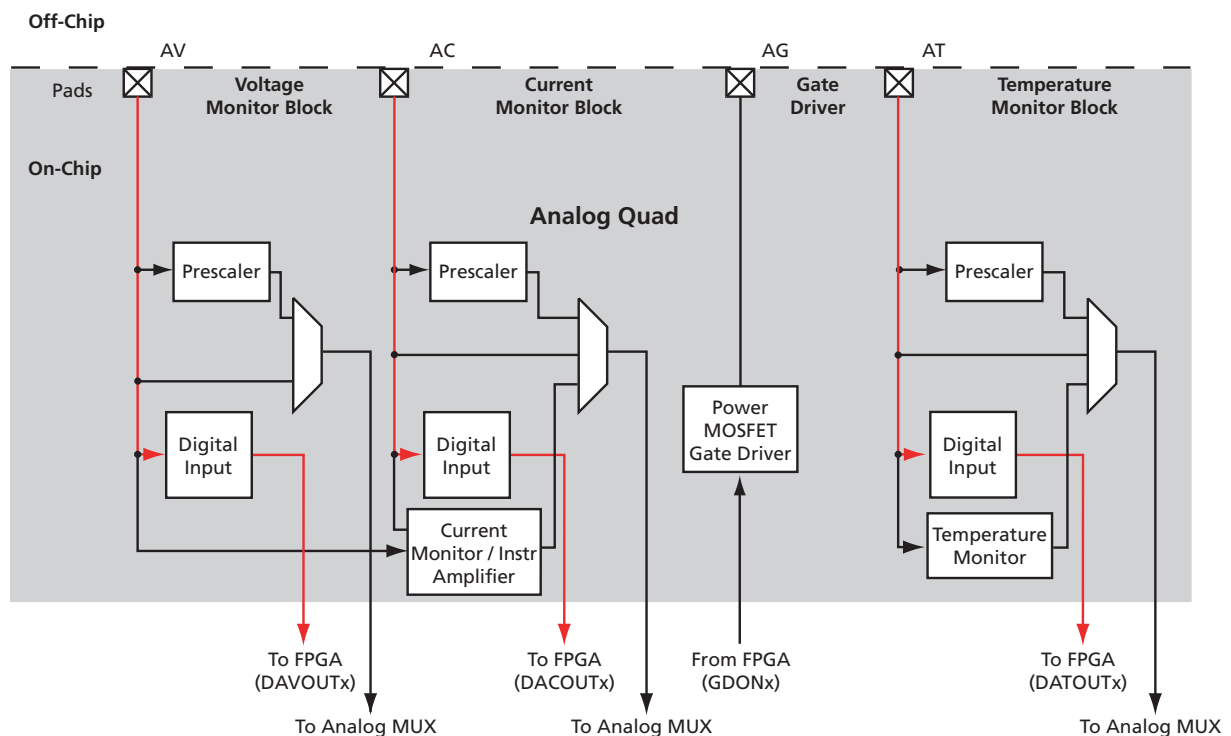 Off-Chip
AV
AC
AG
AT
Pads
Voltage
Monitor Block
Current
Monitor Block
Gate
Driver
Temperature
Monitor Block
On-Chip
Analog Quad
Prescaler
Prescaler
Prescaler
Digital
Input
Digital
Input
Power
MOSFET
Gate Driver
Digital
Input
Current
Monitor / Instr
Amplifier
Temperature
Monitor
To FPGA
(DAVOUTx)
To FPGA
(DACOUTx)
From FPGA
(GDONx)
To FPGA
(DATOUTx)
To Analog MUX
To Analog MUX
To Analog MUX